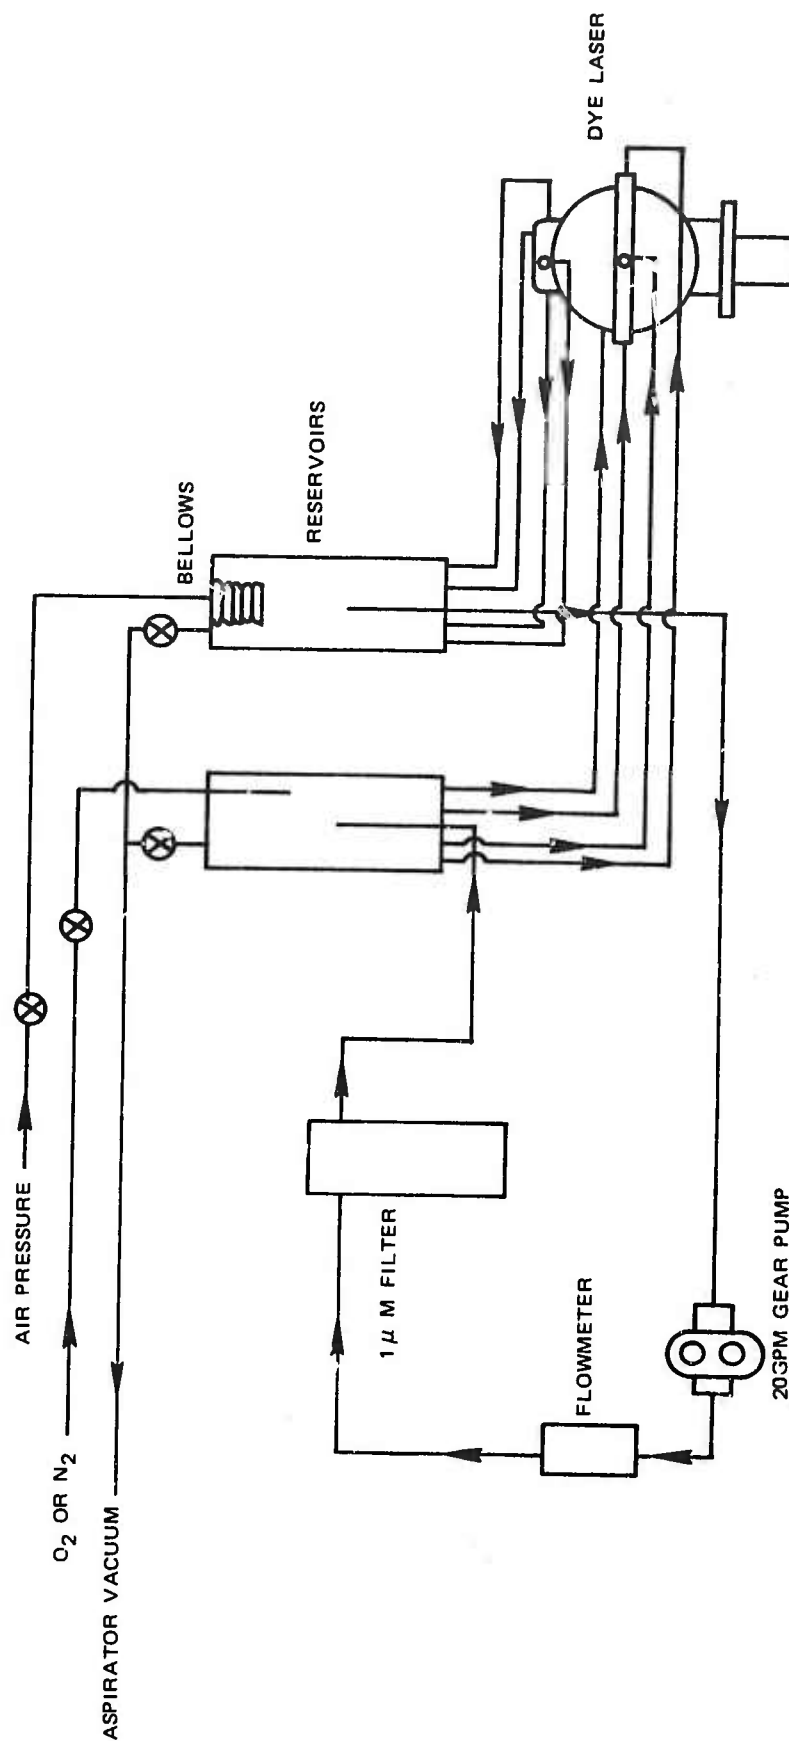 AIR PRESSURE
O2 OR N2
ASPIRATOR VACUUM
BELLOWS
RESERVOIRS
DYE LASER
1 μ M FILTER
FLOWMETER
20GPM GEAR PUMP